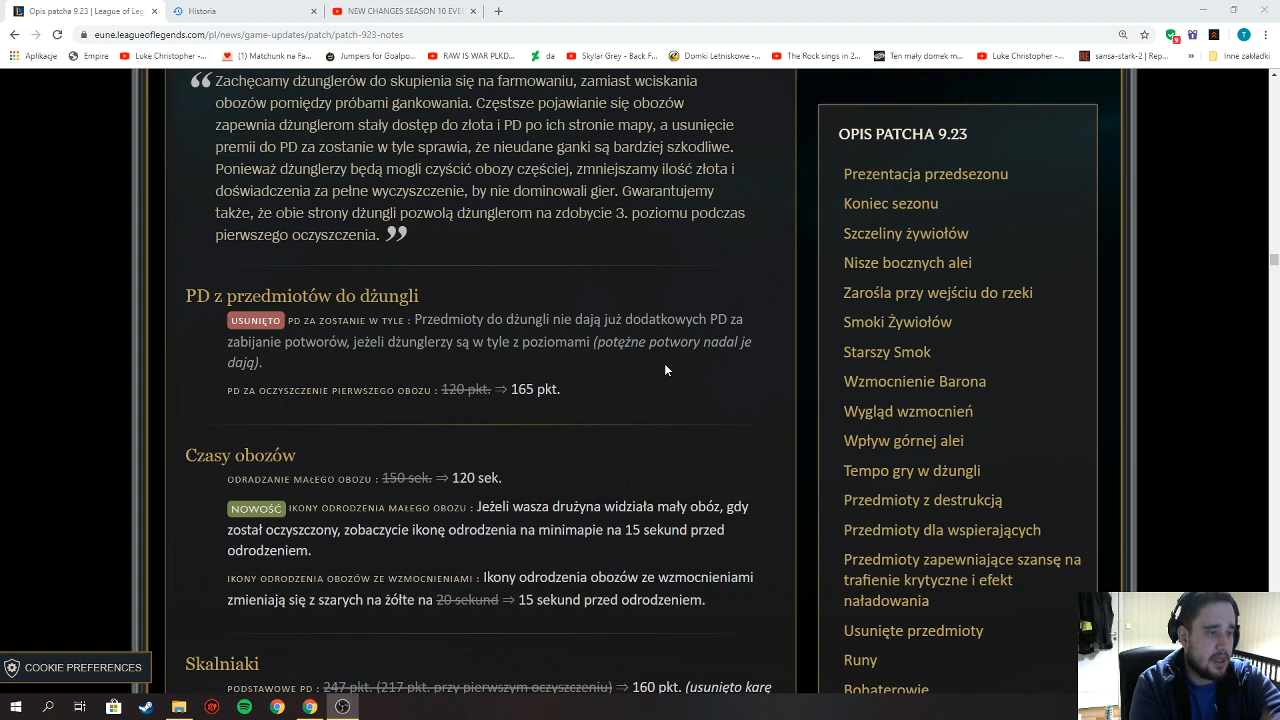 Opis patcha 9.23 | League of Leg
Historia
NEW CHANGES SEASON 10 EVE
eune.leagueoflegends.com/pl/news/game-updates/patch/patch-923-notes
Aplikacje
Empire
Luke Christopher -...
(Matchunk na Fa...
Jumpers for Goalpo...
RAW IS WAR PLKD...
da
Skylar Grey - Back F...
Domki Letniskowe -...
The Rock sings in 2...
Ten mały domek m...
Luke Christopher -...
sansa-stark-2 ( Rep...
»
Inne zakładki
“ Zachęcamy dżunglerów do skupienia się na farmowaniu, zamiast wciskania
obozów pomiędzy próbami gankowania. Częstsze pojawianie się obozów
zapewnia dżunglerom stały dostęp do złota i PD po ich stronie mapy, a usunięcie
premii do PD za zostanie w tyle sprawia, że nieudane ganki są bardziej szkodliwe.
Ponieważ dżunglerzy będą mogli czyścić obozy częściej, zmniejszamy ilość złota i
doświadczenia za pełne wyczyszczenie, by nie dominowali gier. Gwarantujemy
także, że obie strony dżungli pozwolą dżunglerom na zdobycie 3. poziomu podczas
pierwszego oczyszczenia. ”
PD z przedmiotów do dżungli
USUNIĘTO PD ZA ZOSTANIE W TYLE : Przedmioty do dżungli nie dają już dodatkowych PD za
zabijanie potworów, jeżeli dżunglerzy są w tyle z poziomami (potężne potwory nadal je
dają).
PD ZA OCZYSZCZENIE PIERWSZEGO OBOZU : 120 pkt. ⇒ 165 pkt.
Czasy obozów
ODRADZANIE MAŁEGO OBOZU : 150 sek. ⇒ 120 sek.
NOWOŚĆ IKONY ODRODZENIA MAŁEGO OBOZU : Jeżeli wasza drużyna widziała mały obóz, gdy
został oczyszczony, zobaczycie ikonę odrodzenia na minimapie na 15 sekund przed
odrodzeniem.
IKONY ODRODZENIA OBOZÓW ZE WZMOCNIENIAMI : Ikony odrodzenia obozów ze wzmocnieniami
zmieniają się z szarych na żółte na 20 sekund ⇒ 15 sekund przed odrodzeniem.
Skalniaki
PODSTAWOWE PD : 247 pkt. (217 pkt. przy pierwszym oczyszczeniu) ⇒ 160 pkt. (usunięto karę
OPIS PATCHA 9.23
Prezentacja przedsezonu
Koniec sezonu
Szczeliny żywiołów
Nisze bocznych alei
Zarośla przy wejściu do rzeki
Smoki Żywiołów
Starszy Smok
Wzmocnienie Barona
Wygląd wzmocnień
Wpływ górnej alei
Tempo gry w dżungli
Przedmioty z destrukcją
Przedmioty dla wspierających
Przedmioty zapewniające szansę na
trafienie krytyczne i efekt
naładowania
Usunięte przedmioty
Runy
Bohaterowie
COOKIE PREFERENCES